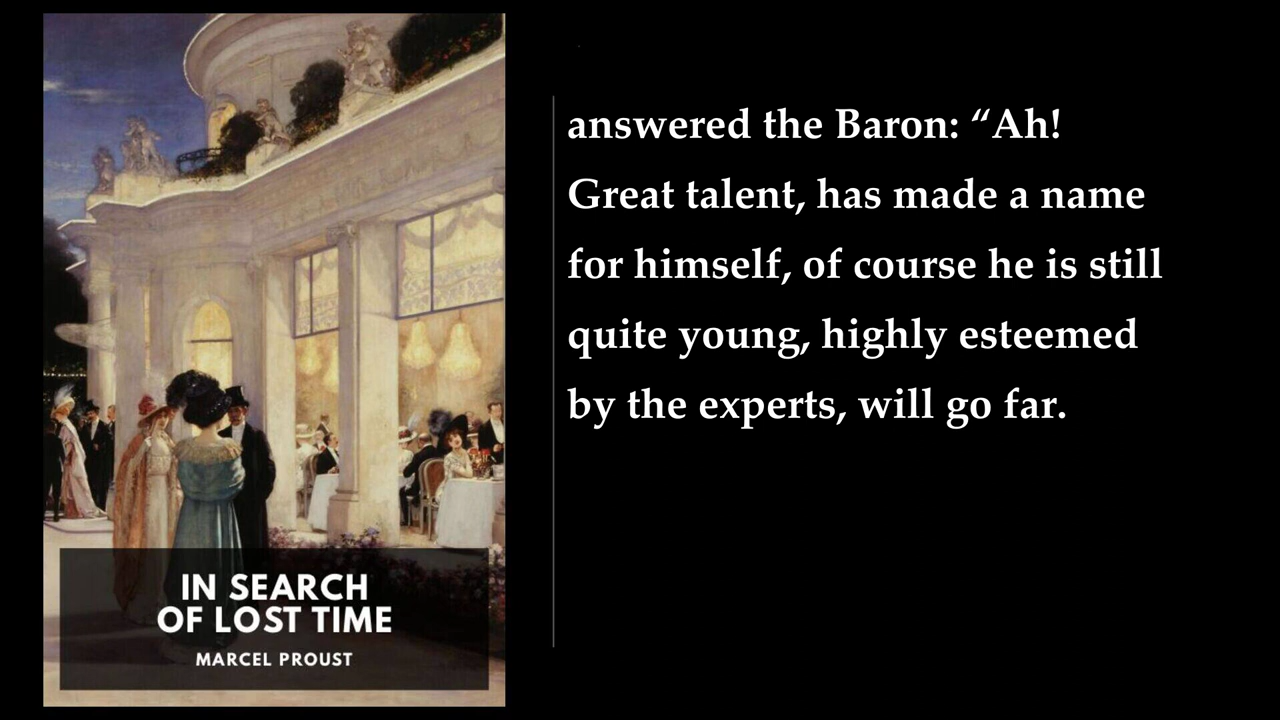 answered the Baron: “Ah!
Great talent, has made a name
for himself, of course he is still
quite young, highly esteemed
by the experts, will go far.
IN SEARCH
OF LOST TIME
MARCEL PROUST